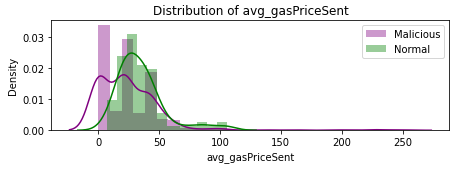 Distribution of avg_gasPriceSent
Malicious
Normal
Density
0.03
0.02
0.01
0.00
0
50
100
150
200
250
avg_gasPriceSent